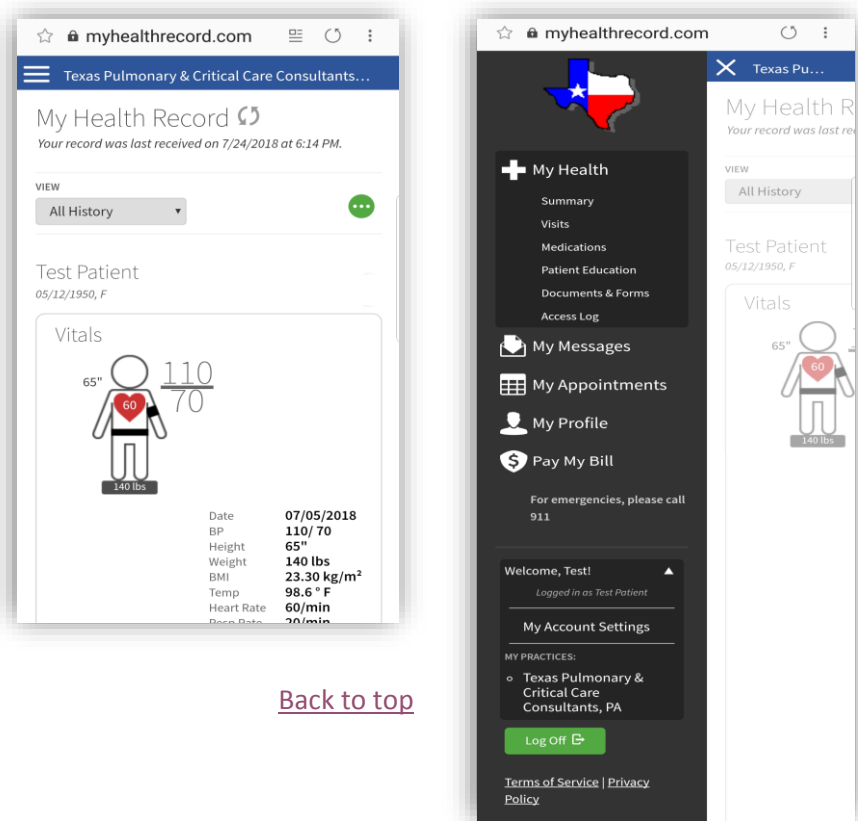 myhealthrecord.com
Texas Pulmonary & Critical Care Consultants...
My Health Record
Your record was last received on 7/24/2018 at 6:14 PM.
VIEW
All History
Test Patient
05/12/1950, F
Vitals
65"
110
70
60
140 lbs
Date 07/05/2018
BP 110/ 70
Height 65"
Weight 140 lbs
BMI 23.30 kg/m²
Temp 98.6 ° F
Heart Rate 60/min
Resp Rate 20/min
Back to top
myhealthrecord.com
My Health
Summary
Visits
Medications
Patient Education
Documents & Forms
Access Log
My Messages
My Appointments
My Profile
Pay My Bill
For emergencies, please call
911
Welcome, Test!
Logged in as Test Patient
My Account Settings
MY PRACTICES:
Texas Pulmonary &
Critical Care
Consultants, PA
Log Off
Terms of Service | Privacy
Policy
Texas Pu...
My Health R
Your record was last re
VIEW
All History
Test Patient
05/12/1950, F
Vitals
65"
60
140 lbs